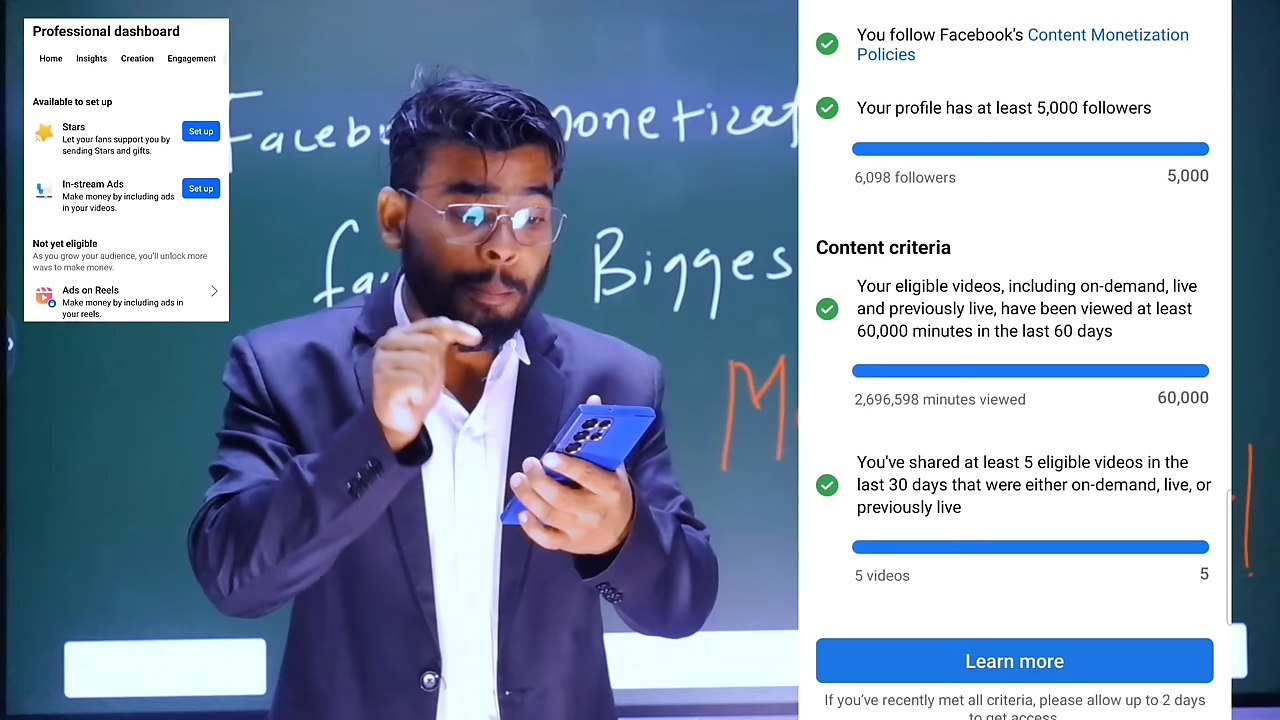 Professional dashboard
Home Insights Creation Engagement
Available to set up
Stars
Let your fans support you by
sending Stars and gifts.
Set up
In-stream Ads
Make money by including ads
in your videos.
Set up
Not yet eligible
As you grow your audience, you'll unlock more
ways to make money.
Ads on Reels
Make money by including ads in
your reels.
Bigges
You follow Facebook's Content Monetization
Policies
Your profile has at least 5,000 followers
6,098 followers
5,000
Content criteria
Your eligible videos, including on-demand, live
and previously live, have been viewed at least
60,000 minutes in the last 60 days
2,696,598 minutes viewed
60,000
You've shared at least 5 eligible videos in the
last 30 days that were either on-demand, live, or
previously live
5 videos
5
Learn more
If you've recently met all criteria, please allow up to 2 days
to get access